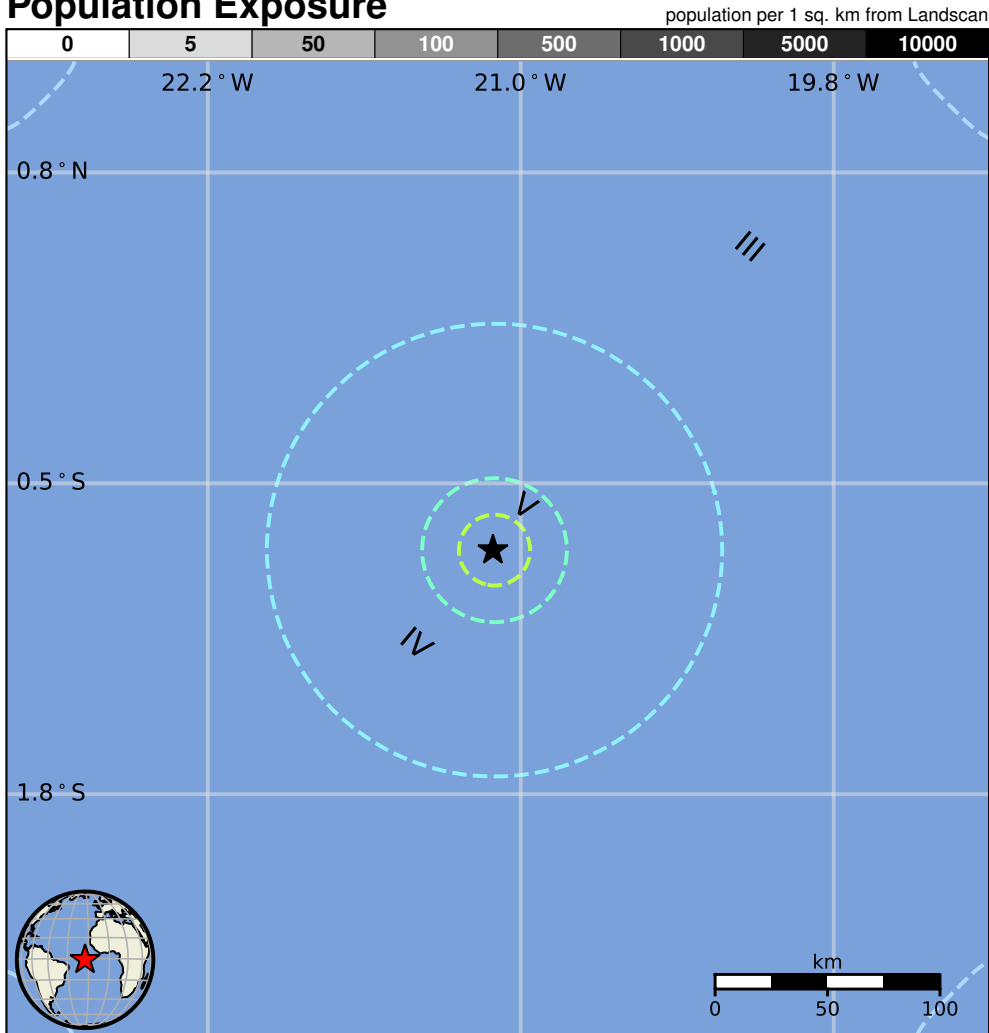 Population Exposure
population per 1 sq. km from Landscan
0 5 50 100 500 1000 5000 10000
22.2°W 21.0°W 19.8°W
0.8°N
III
0.5°S
V
IV
1.8°S
km
0 50 100